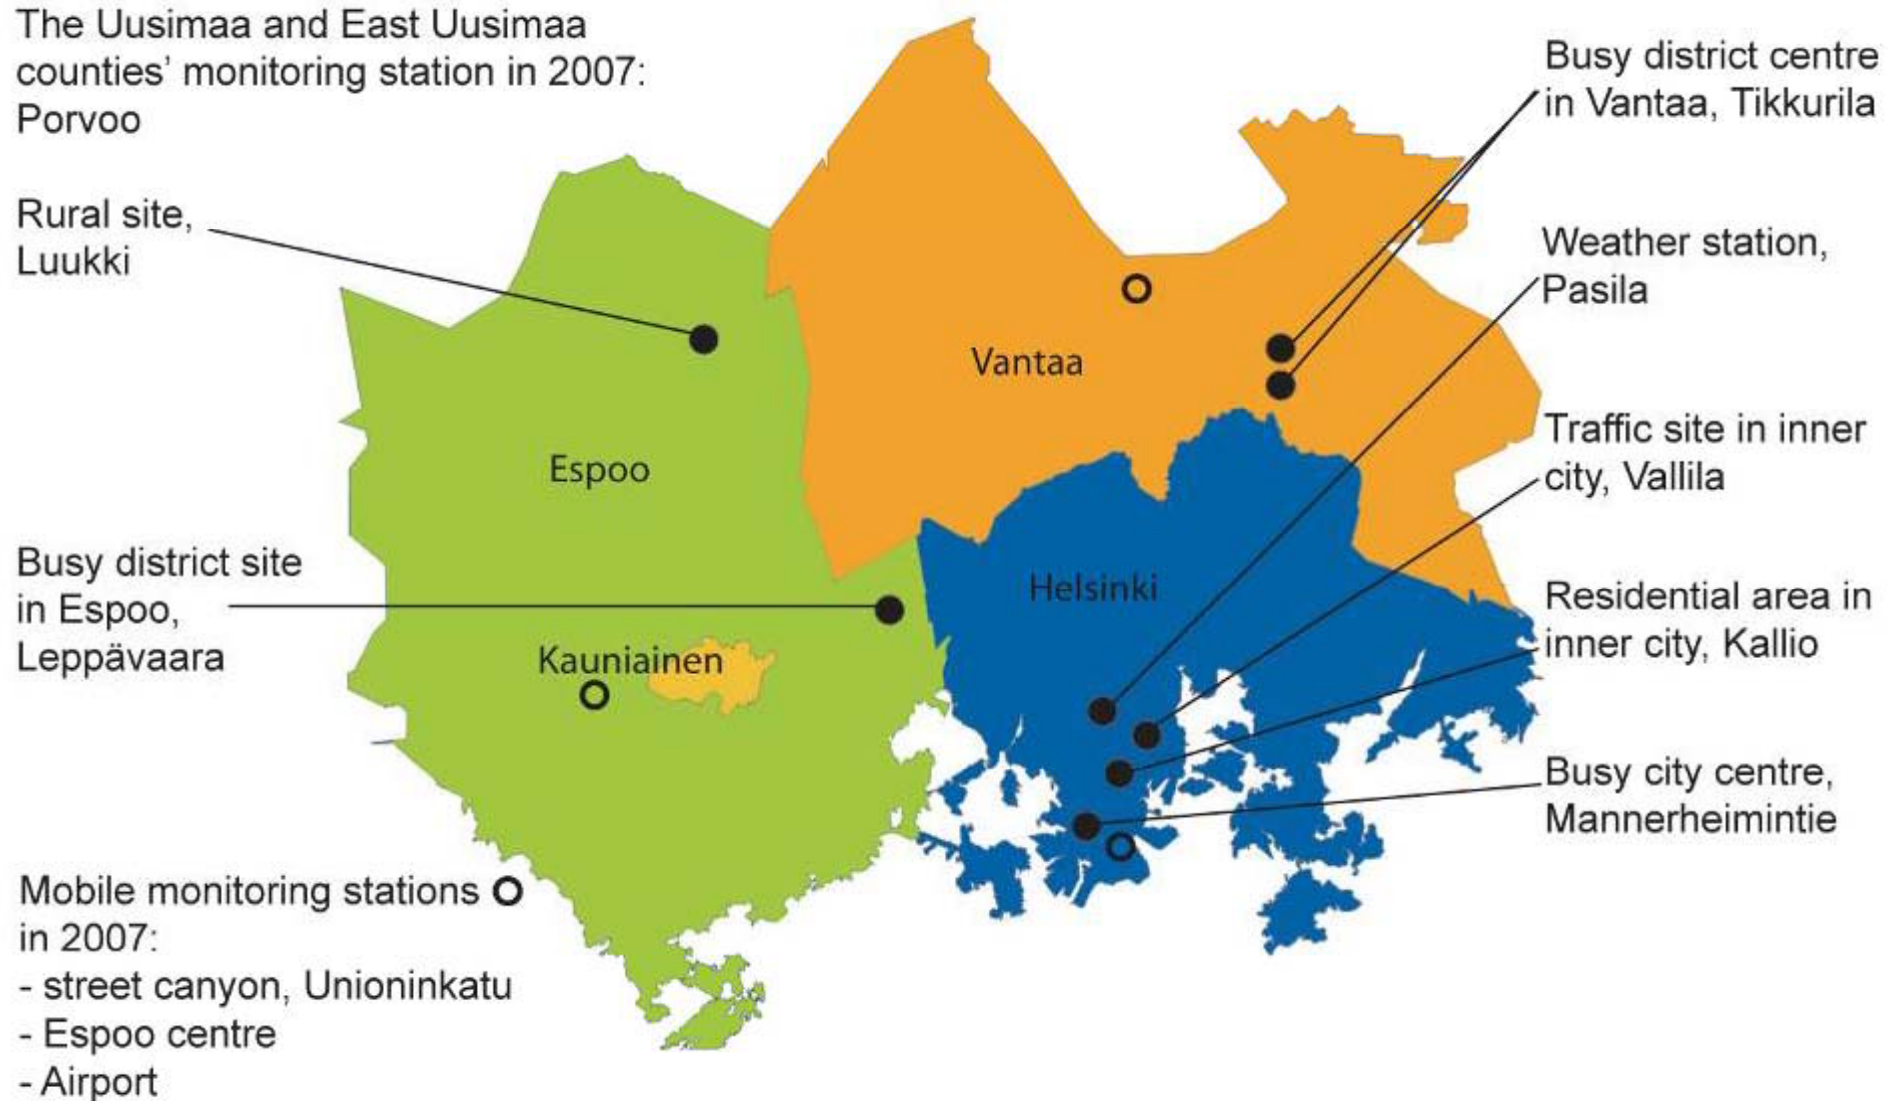 The Uusimaa and East Uusimaa
counties’ monitoring station in 2007:
Porvoo
Rural site,
Luukki
Busy district site
in Espoo,
Leppävaara
Mobile monitoring stations
in 2007:
- street canyon, Unioninkatu
- Espoo centre
- Airport
Espoo
Kauniainen
Vantaa
Helsinki
Busy district centre
in Vantaa, Tikkurila
Weather station,
Pasila
Traffic site in inner
city, Vallila
Residential area in
inner city, Kallio
Busy city centre,
Mannerheimintie